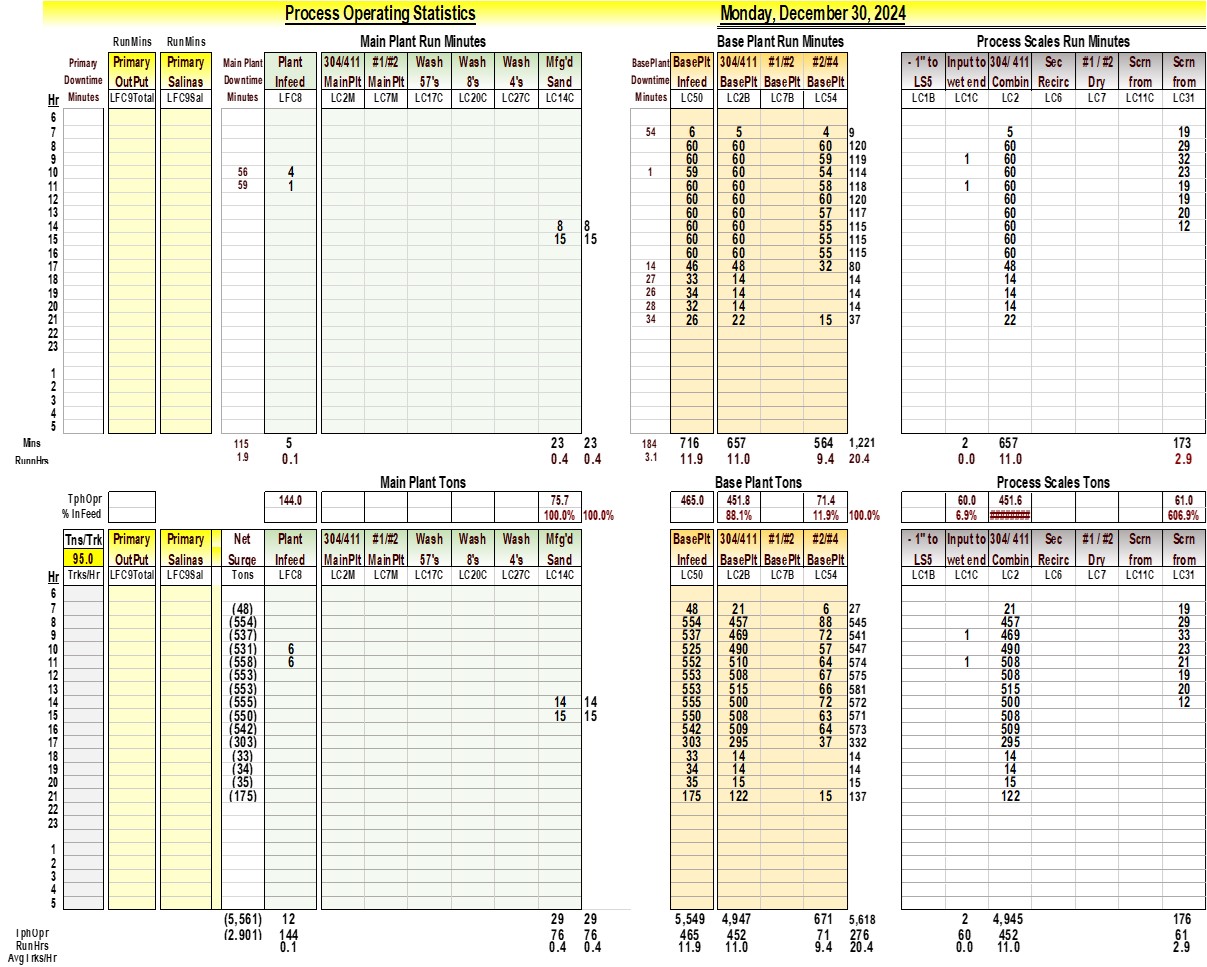 Process Operating Statistics Monday, December 30, 2024
RunMins RunMins Main Plant Run Minutes Base Plant Run Minutes Process Scales Run Minutes
Primary Primary Primary Main Plant Plant 304/411 #1/#2 Wash Wash Wash Mfg'd BasePlant BasePlt 304/411 #1/#2 #2/#4 - 1" to Input to 304/ 411 Sec #1 / #2 Scrn Scrn
Downtime OutPut Salinas Downtime Infeed MainPlt MainPlt 57's 8's 4's Sand Downtime Infeed BasePlt BasePlt BasePlt LS5 wet end Combin Recirc Dry from from
Hr Minutes LFC9Total LFC9Sal Minutes LFC8 LC2M LC7M LC17C LC20C LC27C LC14C Minutes LC50 LC2B LC7B LC54 LC1B LC1C LC2 LC6 LC7 LC11C LC31
6
7 54 6 5 4 9 5 19
8 60 60 60 120 60 29
9 60 60 59 119 1 60 32
10 56 4 1 59 60 54 114 60 23
11 59 1 60 60 58 118 1 60 19
12 60 60 60 120 60 19
13 60 60 57 117 60 20
14 8 8 60 60 55 115 60 12
15 15 15 60 60 55 115 60
16 60 60 55 115 60
17 14 46 48 32 80 48
18 27 33 14 14 14
19 26 34 14 14 14
20 28 32 14 14 14
21 34 26 22 15 37 22
22
23
1
2
3
4
5
Mins 115 5 23 23 184 716 657 564 1,221 2 657 173
RunnHrs 1.9 0.1 0.4 0.4 3.1 11.9 11.0 9.4 20.4 0.0 11.0 2.9
Main Plant Tons Base Plant Tons Process Scales Tons
TphOpr 144.0 75.7 465.0 451.8 71.4 60.0 451.6 61.0
% InFeed 100.0% 100.0% 88.1% 11.9% 100.0% 6.9% ######## 606.9%
Tns/Trk Primary Primary Net Plant 304/411 #1/#2 Wash Wash Wash Mfg'd BasePlt 304/411 #1/#2 #2/#4 - 1" to Input to 304/ 411 Sec #1 / #2 Scrn Scrn
95.0 OutPut Salinas Surge Infeed MainPlt MainPlt 57's 8's 4's Sand Infeed BasePlt BasePlt BasePlt LS5 wet end Combin Recirc Dry from from
Hr Trks/Hr LFC9Total LFC9Sal Tons LFC8 LC2M LC7M LC17C LC20C LC27C LC14C LC50 LC2B LC7B LC54 LC1B LC1C LC2 LC6 LC7 LC11C LC31
6
7 (48) 48 21 6 27 21 19
8 (554) 554 457 88 545 457 29
9 (537) 537 469 72 541 1 469 33
10 (531) 6 525 490 57 547 490 23
11 (558) 6 552 510 64 574 1 508 21
12 (553) 553 508 67 575 508 19
13 (553) 553 515 66 581 515 20
14 (555) 14 14 555 500 72 572 500 12
15 (550) 15 15 550 508 63 571 508
16 (542) 542 509 64 573 509
17 (303) 303 295 37 332 295
18 (33) 33 14 14 14
19 (34) 34 14 14 14
20 (35) 35 15 15 15
21 (175) 175 122 15 137 122
22
23
1
2
3
4
5
(5,561) 12 29 29 5,549 4,947 671 5,618 2 4,945 176
TphOpr (2,901) 144 76 76 465 452 71 276 60 452 61
RunHrs 0.1 0.4 0.4 11.9 11.0 9.4 20.4 0.0 11.0 2.9
AvgTrks/Hr